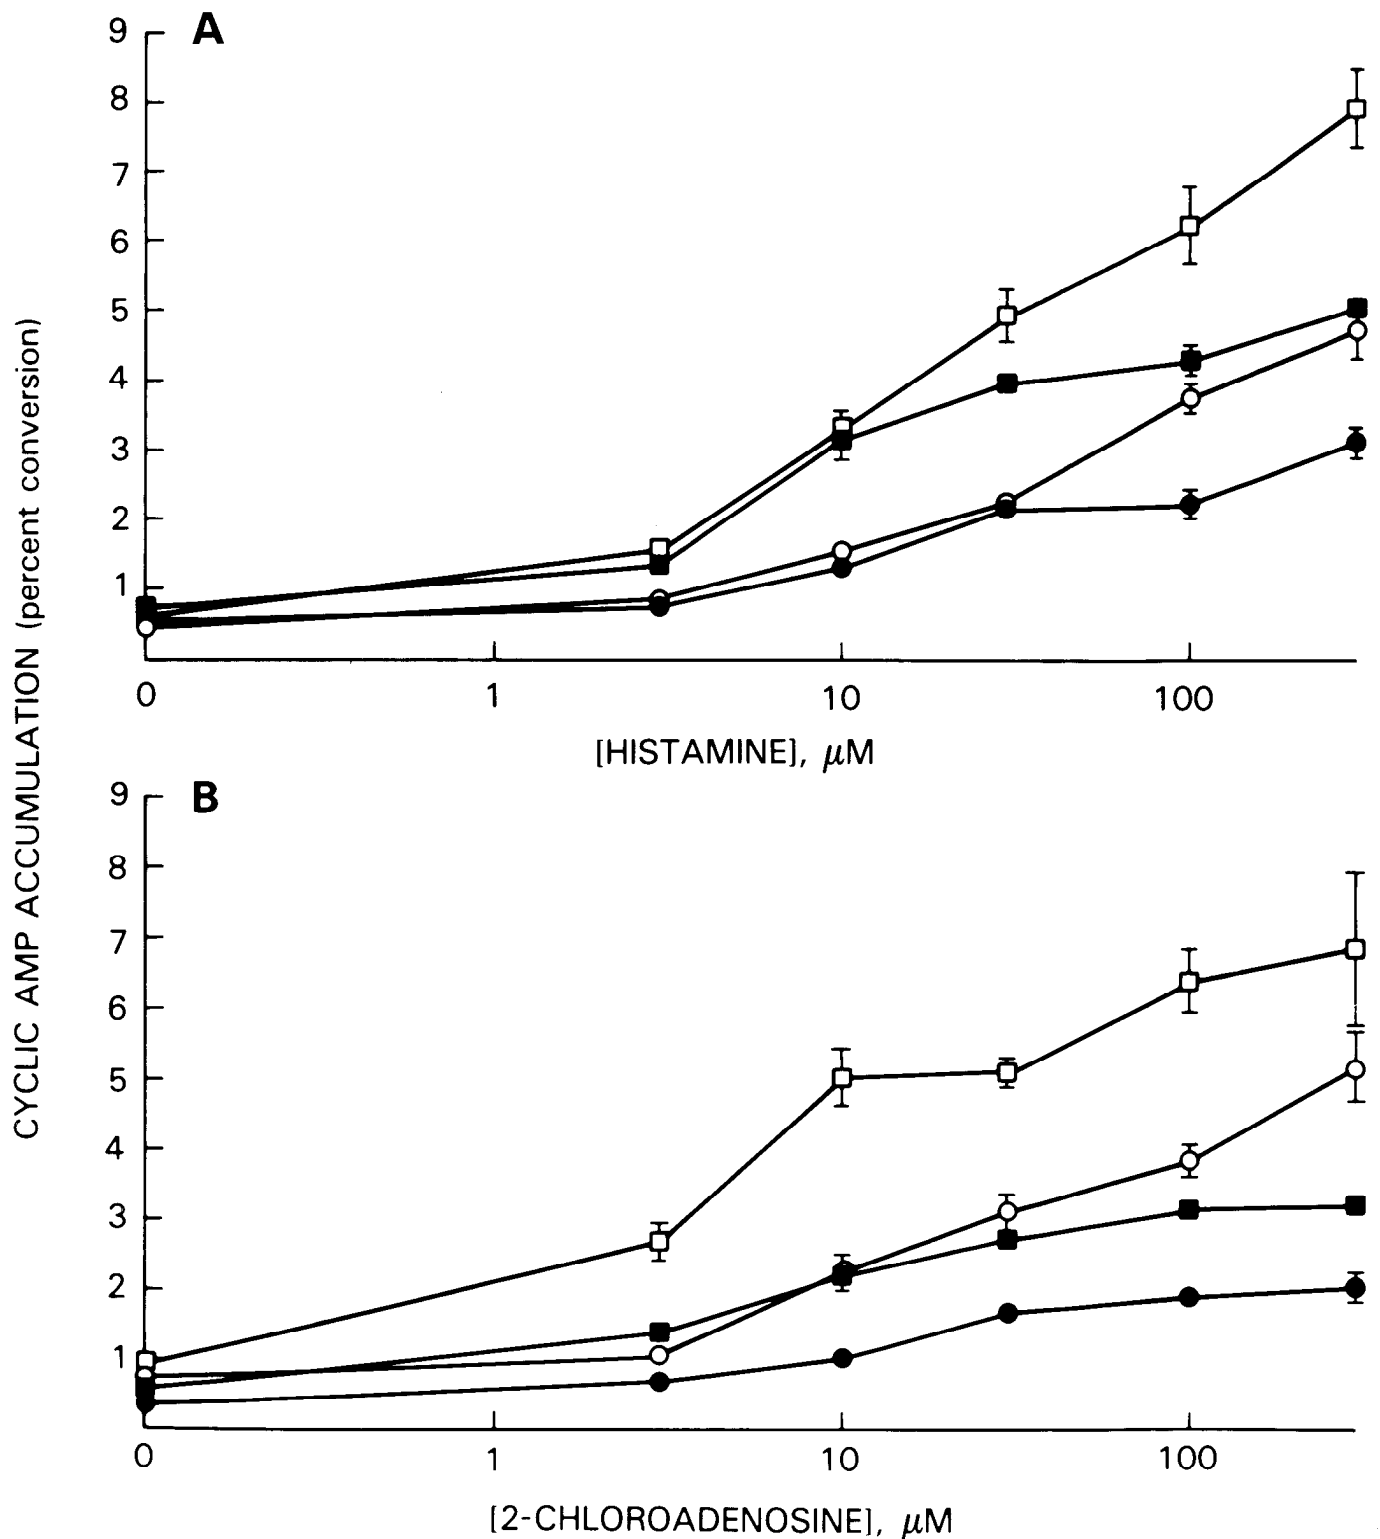 CYCLIC AMP ACCUMULATION (percent conversion)
A
9
8
7
6
5
4
3
2
1
0 1 10 100
[HISTAMINE], μM
B
9
8
7
6
5
4
3
2
1
0 1 10 100
[2-CHLOROADENOSINE], μM